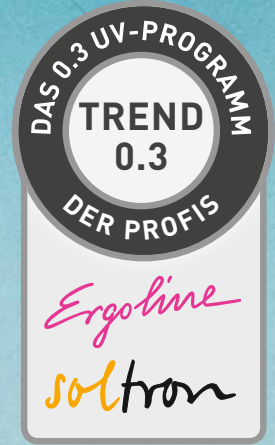 DAS 0.3 UV-PROGRAMM
TREND
0.3
DER PROFIS
Ergoline
soltron